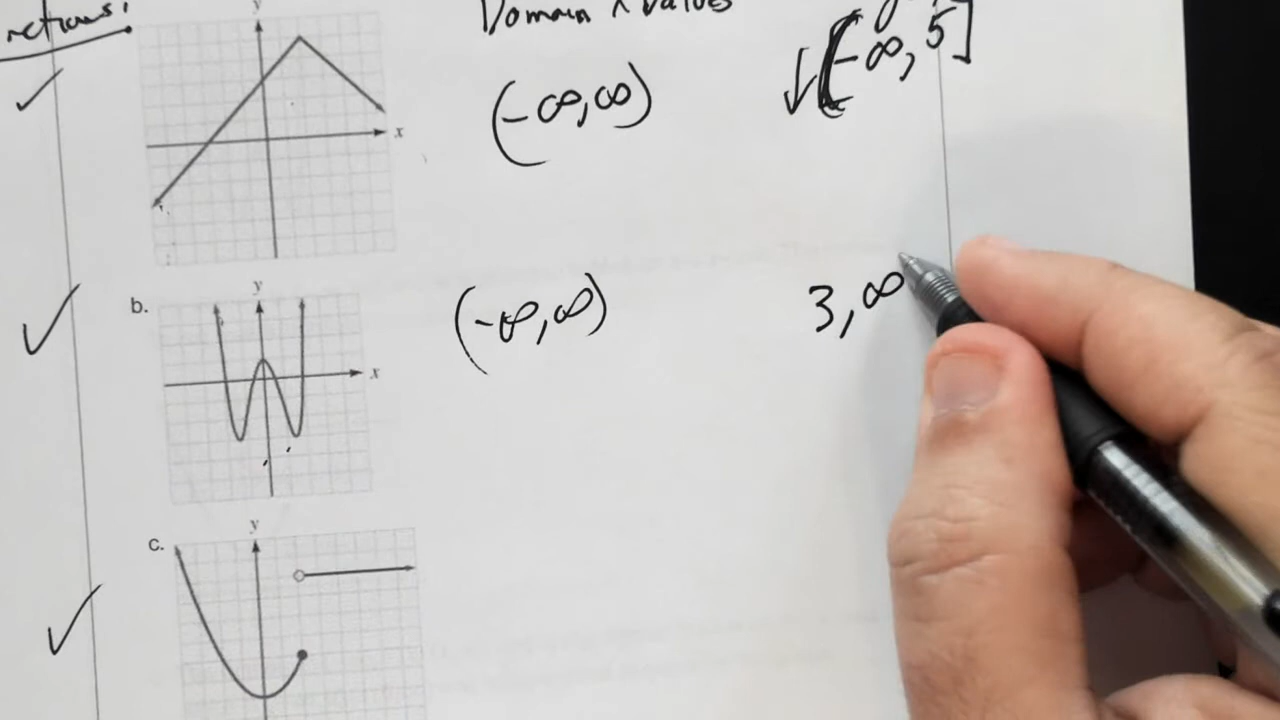 Domain x values
(-∞,∞)
[-∞, 5]
y
x
b.
(-∞,∞)
3,∞
y
x
c.
y